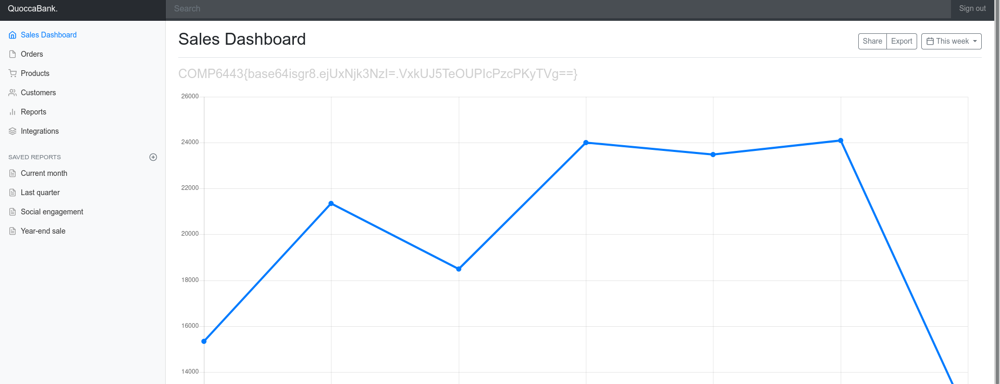 QuoccaBank.
Search
Sign out
Sales Dashboard
Orders
Products
Customers
Reports
Integrations
SAVED REPORTS
Current month
Last quarter
Social engagement
Year-end sale
Sales Dashboard
Share
Export
This week
COMP6443{base64isgr8.ejUxNjk3NzI=.VxkUJ5TeOUPIcPzcPKyTVg==}
26000
24000
22000
20000
18000
16000
14000